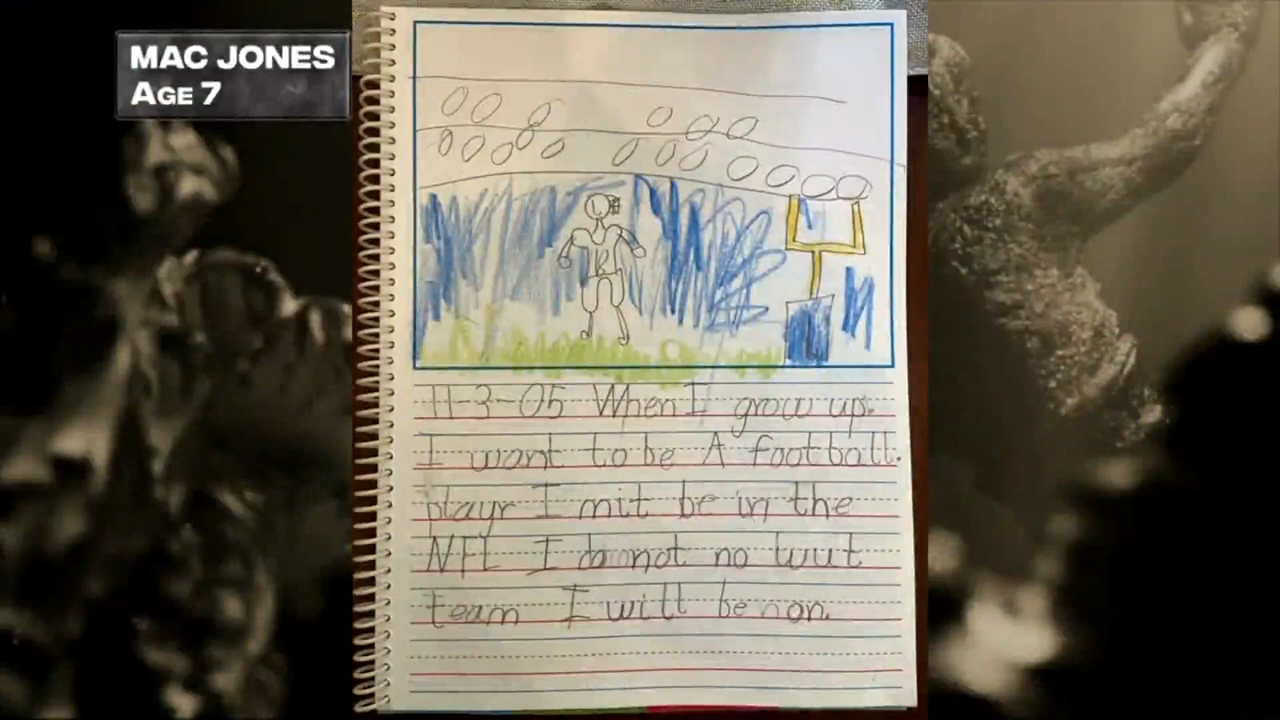 MAC JONES
AGE 7
11-3-05 When I grow up.
I want to be A football.
playr I mit be in the
NFL I do not no wut
team I will be on.